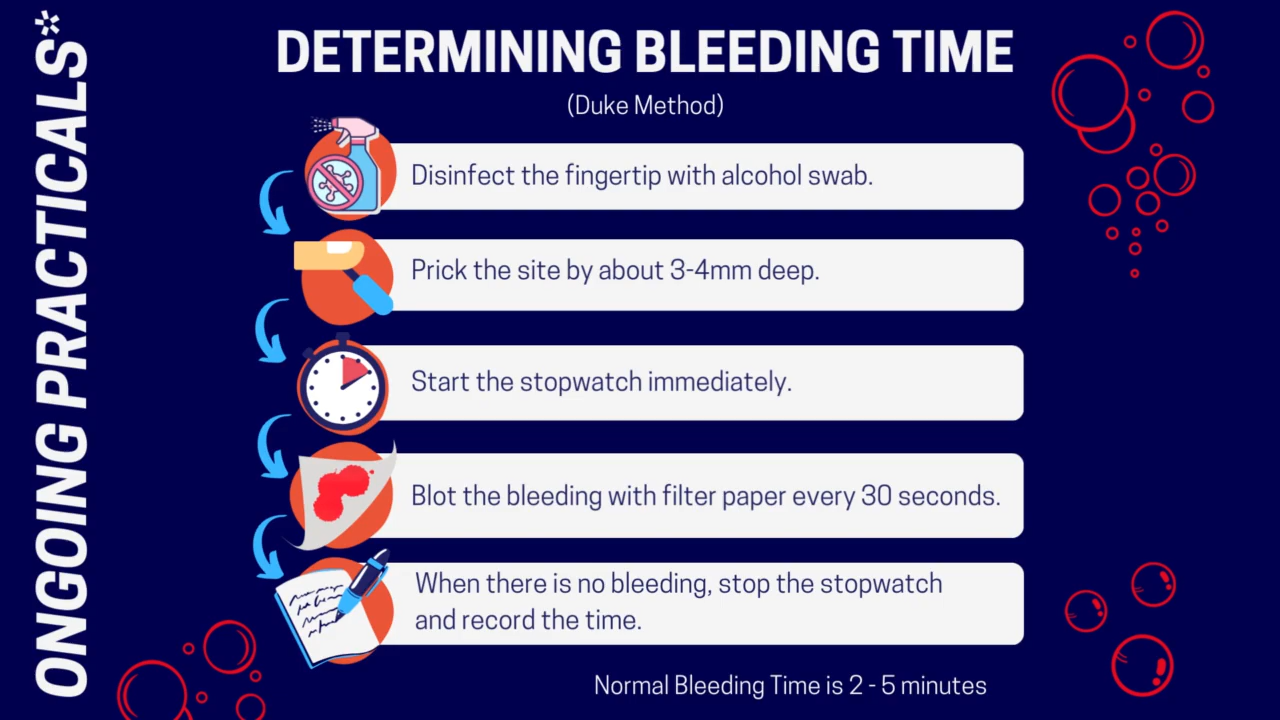 ONGOING PRACTICALS*
DETERMINING BLEEDING TIME
(Duke Method)
Disinfect the fingertip with alcohol swab.
Prick the site by about 3-4mm deep.
Start the stopwatch immediately.
Blot the bleeding with filter paper every 30 seconds.
When there is no bleeding, stop the stopwatch
and record the time.
Normal Bleeding Time is 2 - 5 minutes